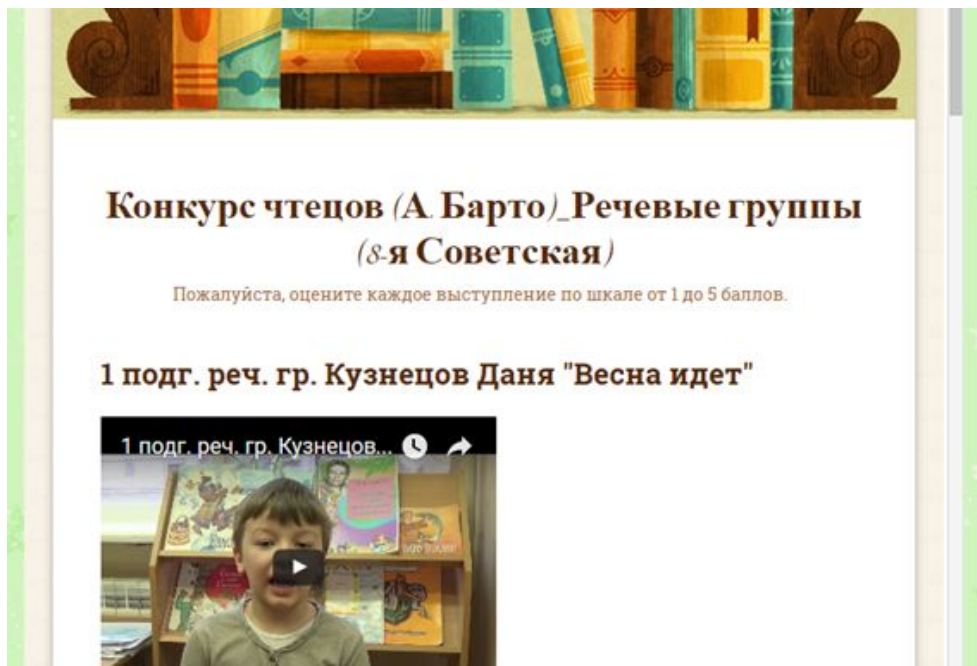 Конкурс чтецов (А. Барто)_Речевые группы
(8-я Советская)
Пожалуйста, оцените каждое выступление по шкале от 1 до 5 баллов.
1 подг. реч. гр. Кузнецов Даня "Весна идет"
1 подг. реч. гр. Кузнецов...